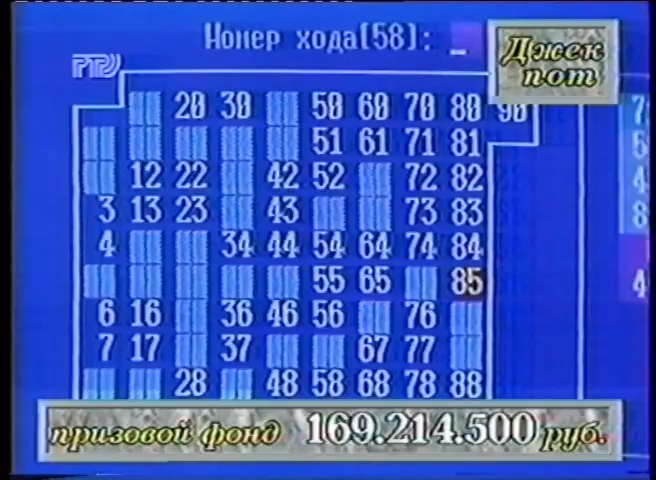 Номер хода(58): _
Джек
пот
РТР
20 30 50 60 70 80 90
51 61 71 81
12 22 42 52 72 82
3 13 23 43 73 83
4 34 44 54 64 74 84
55 65 85
6 16 36 46 56 76
7 17 37 67 77
28 48 58 68 78 88
призовой фонд 169.214.500 руб.